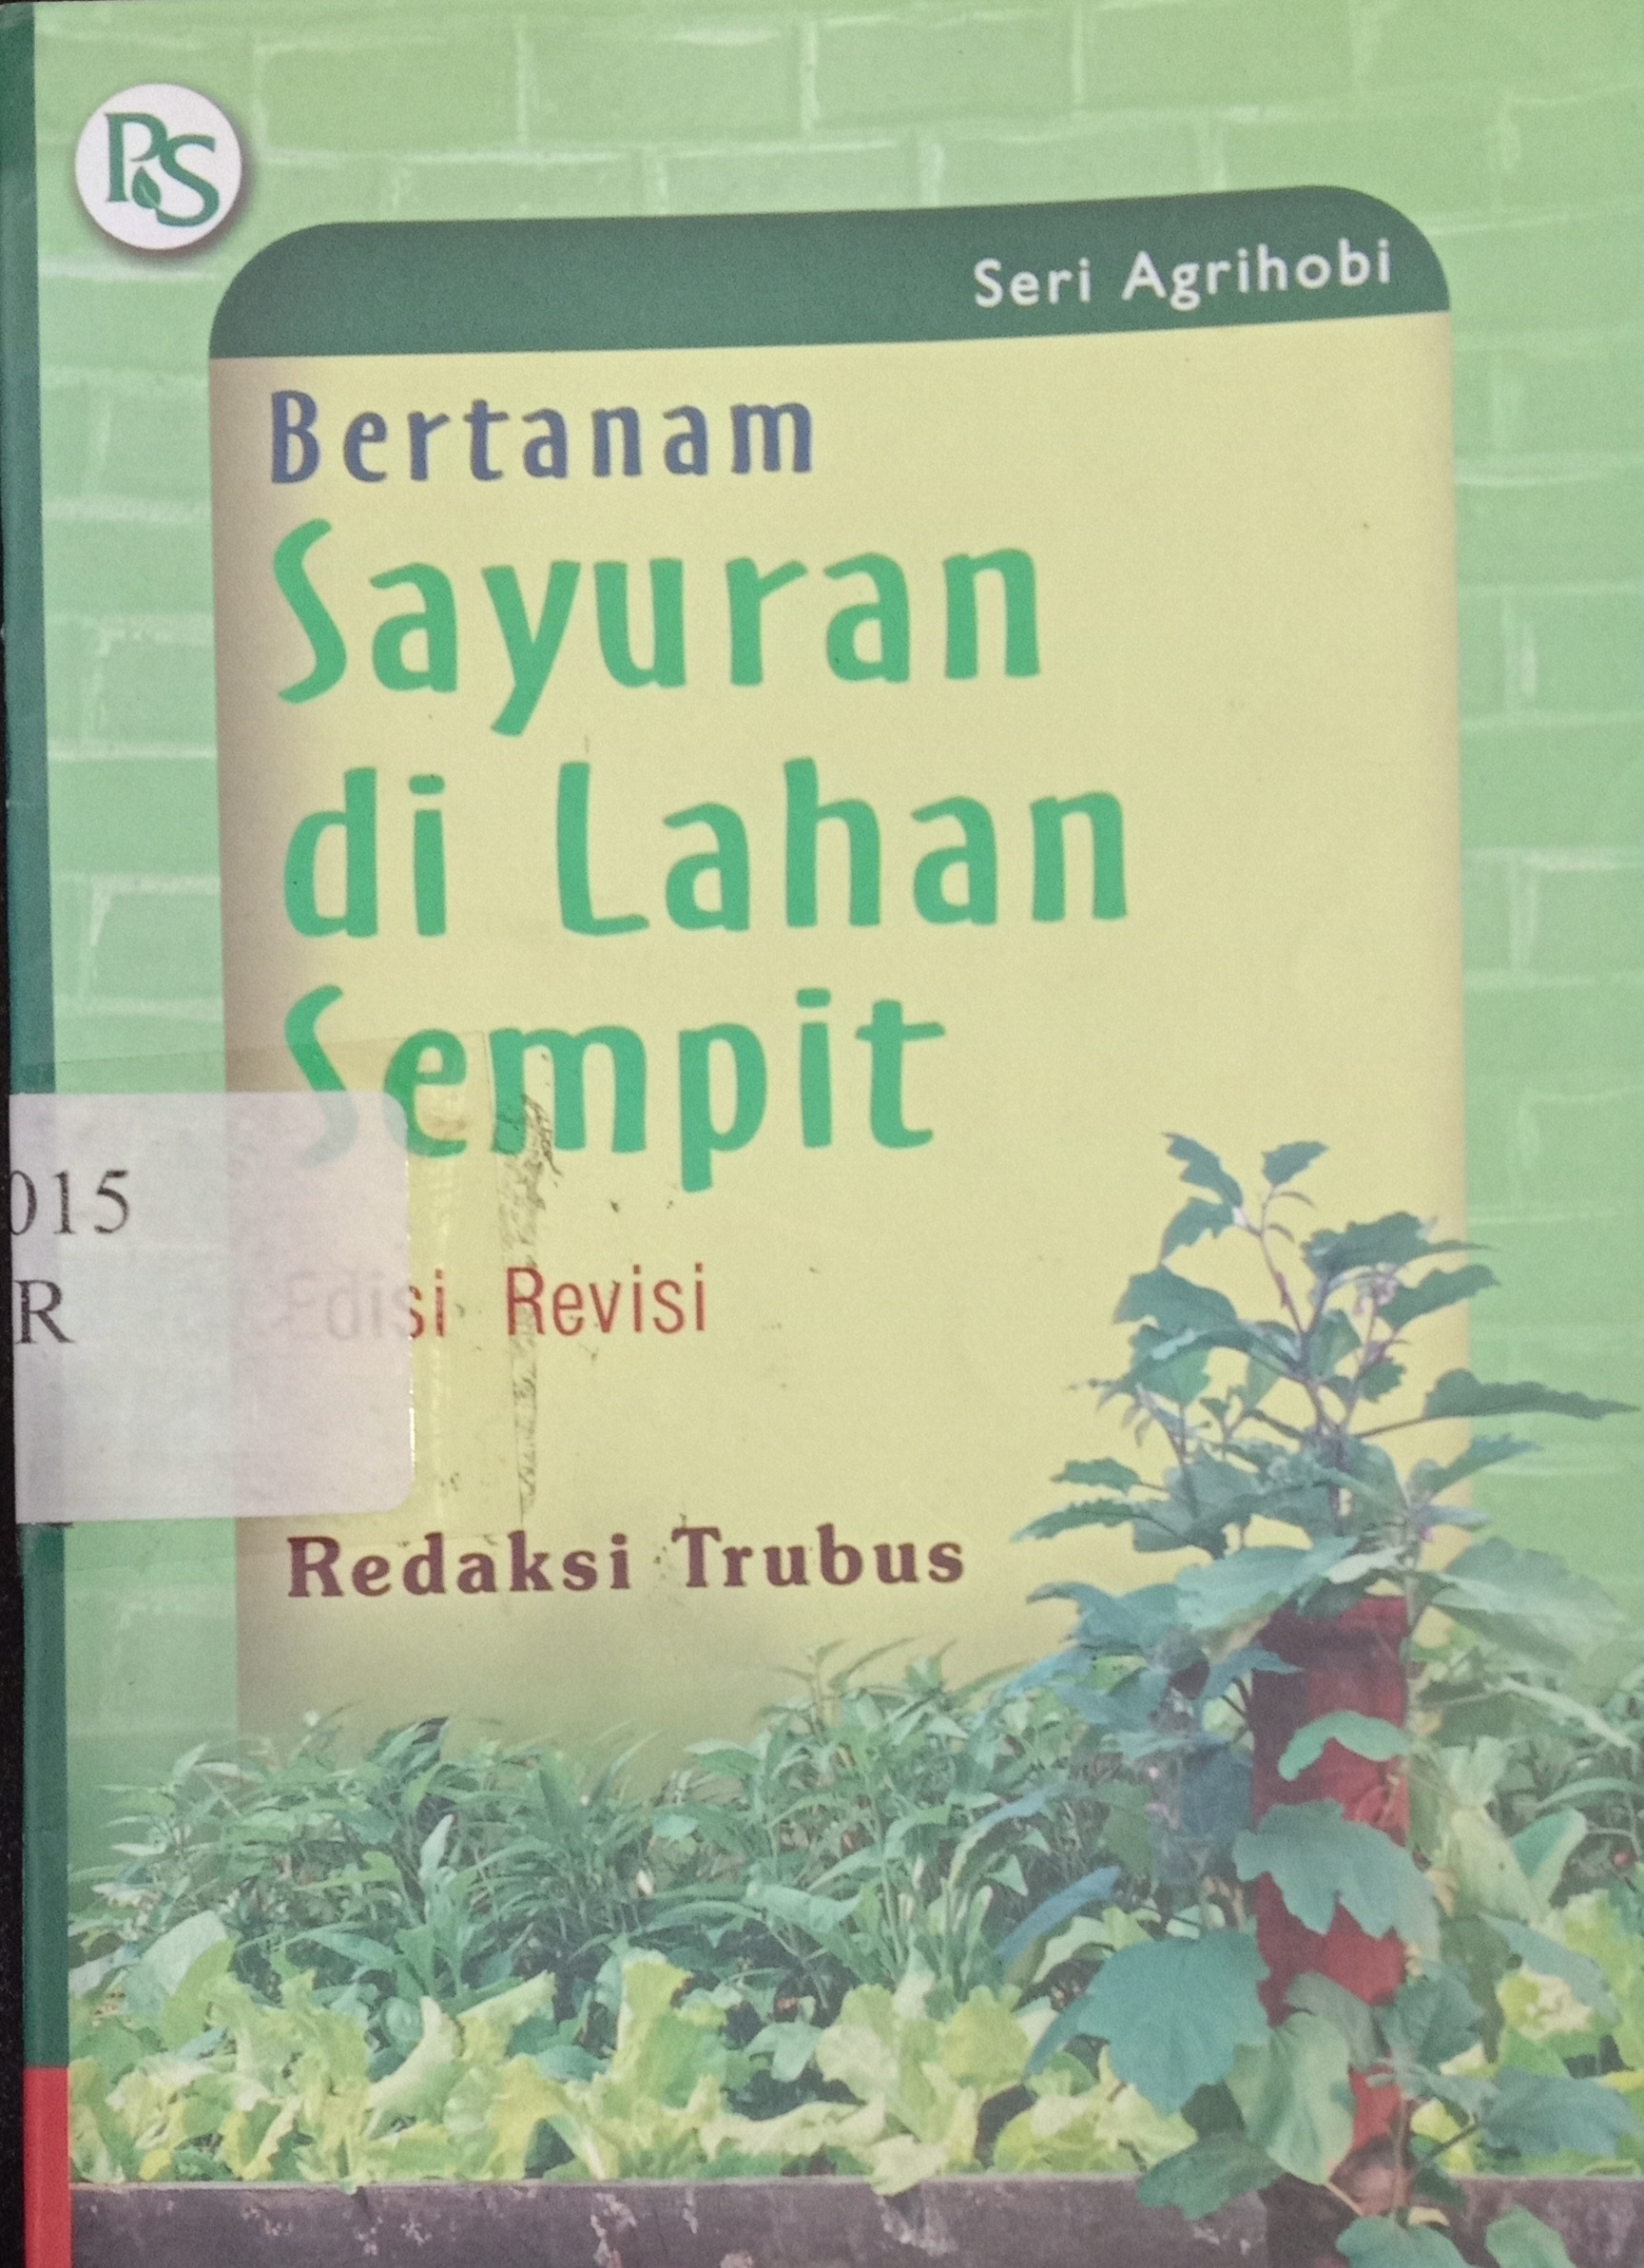 PS
Seri Agrihobi
Bertanam
Sayuran
di Lahan
Sempit
015
R
Edisi Revisi
Redaksi Trubus